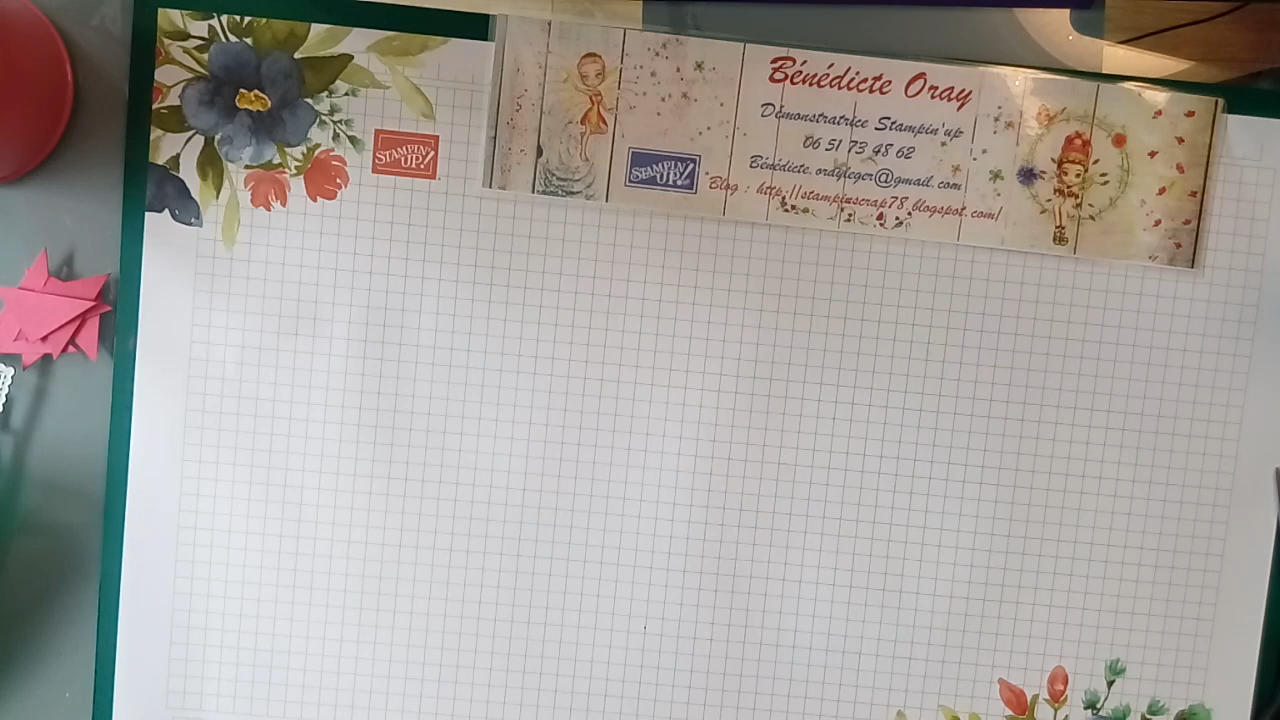 STAMPIN' UP!
STAMPIN' UP!
Bénédicte Oray
Démonstratrice Stampin'up
06 51 73 48 62
Bénédicte.orayleger@gmail.com
Blog : http://stampinscrap78.blogspot.com/